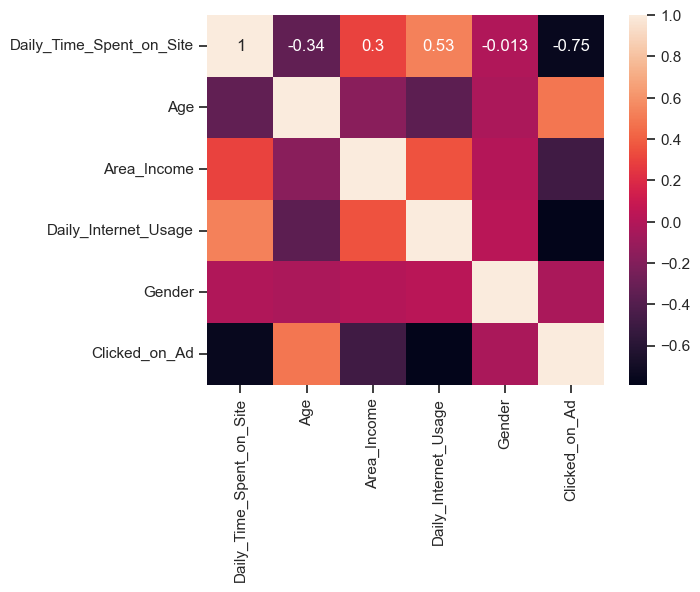 Daily_Time_Spent_on_Site
1 -0.34 0.3 0.53 -0.013 -0.75
Age
Area_Income
Daily_Internet_Usage
Gender
Clicked_on_Ad
Daily_Time_Spent_on_Site
Age
Area_Income
Daily_Internet_Usage
Gender
Clicked_on_Ad
1.0
0.8
0.6
0.4
0.2
0.0
−0.2
−0.4
−0.6